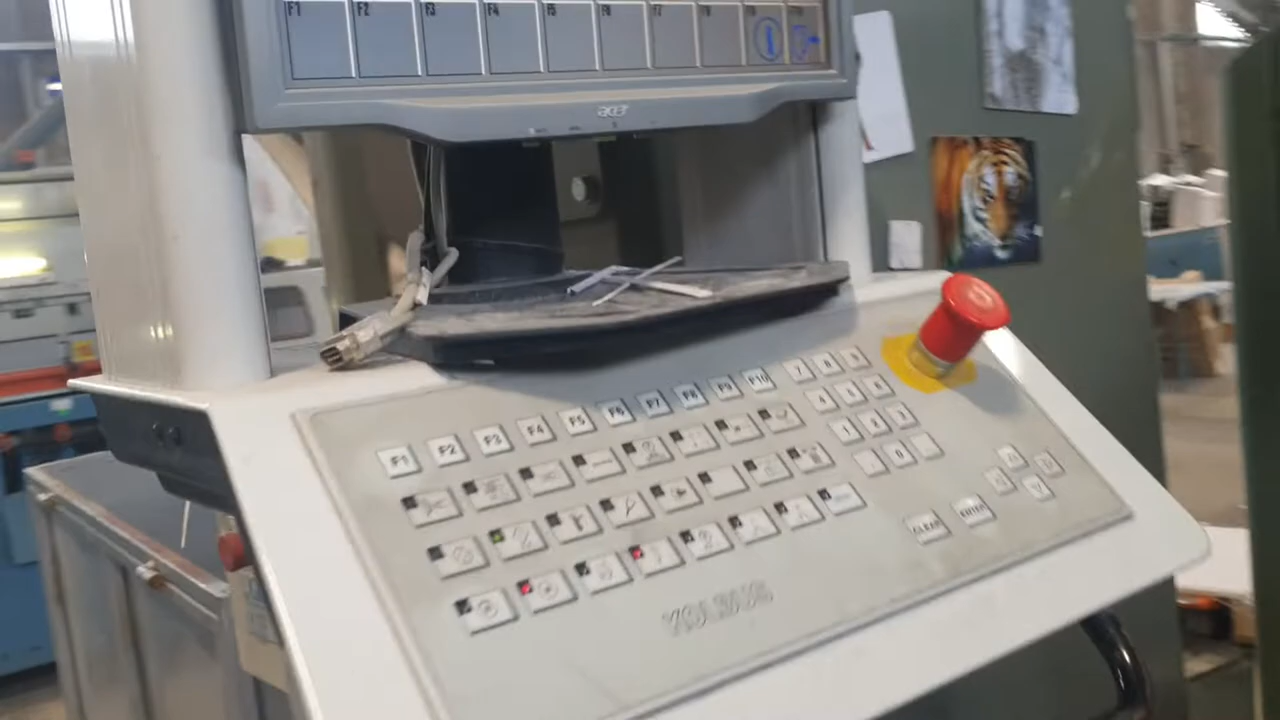 F1 F2 F3 F4 F5 F6 F7
acer
F1 F2 F3 F4 F5 F6 F7 F8 F9 F10
7 8 9
4 5 6
1 2 3
. 0
CLEAR ENTER